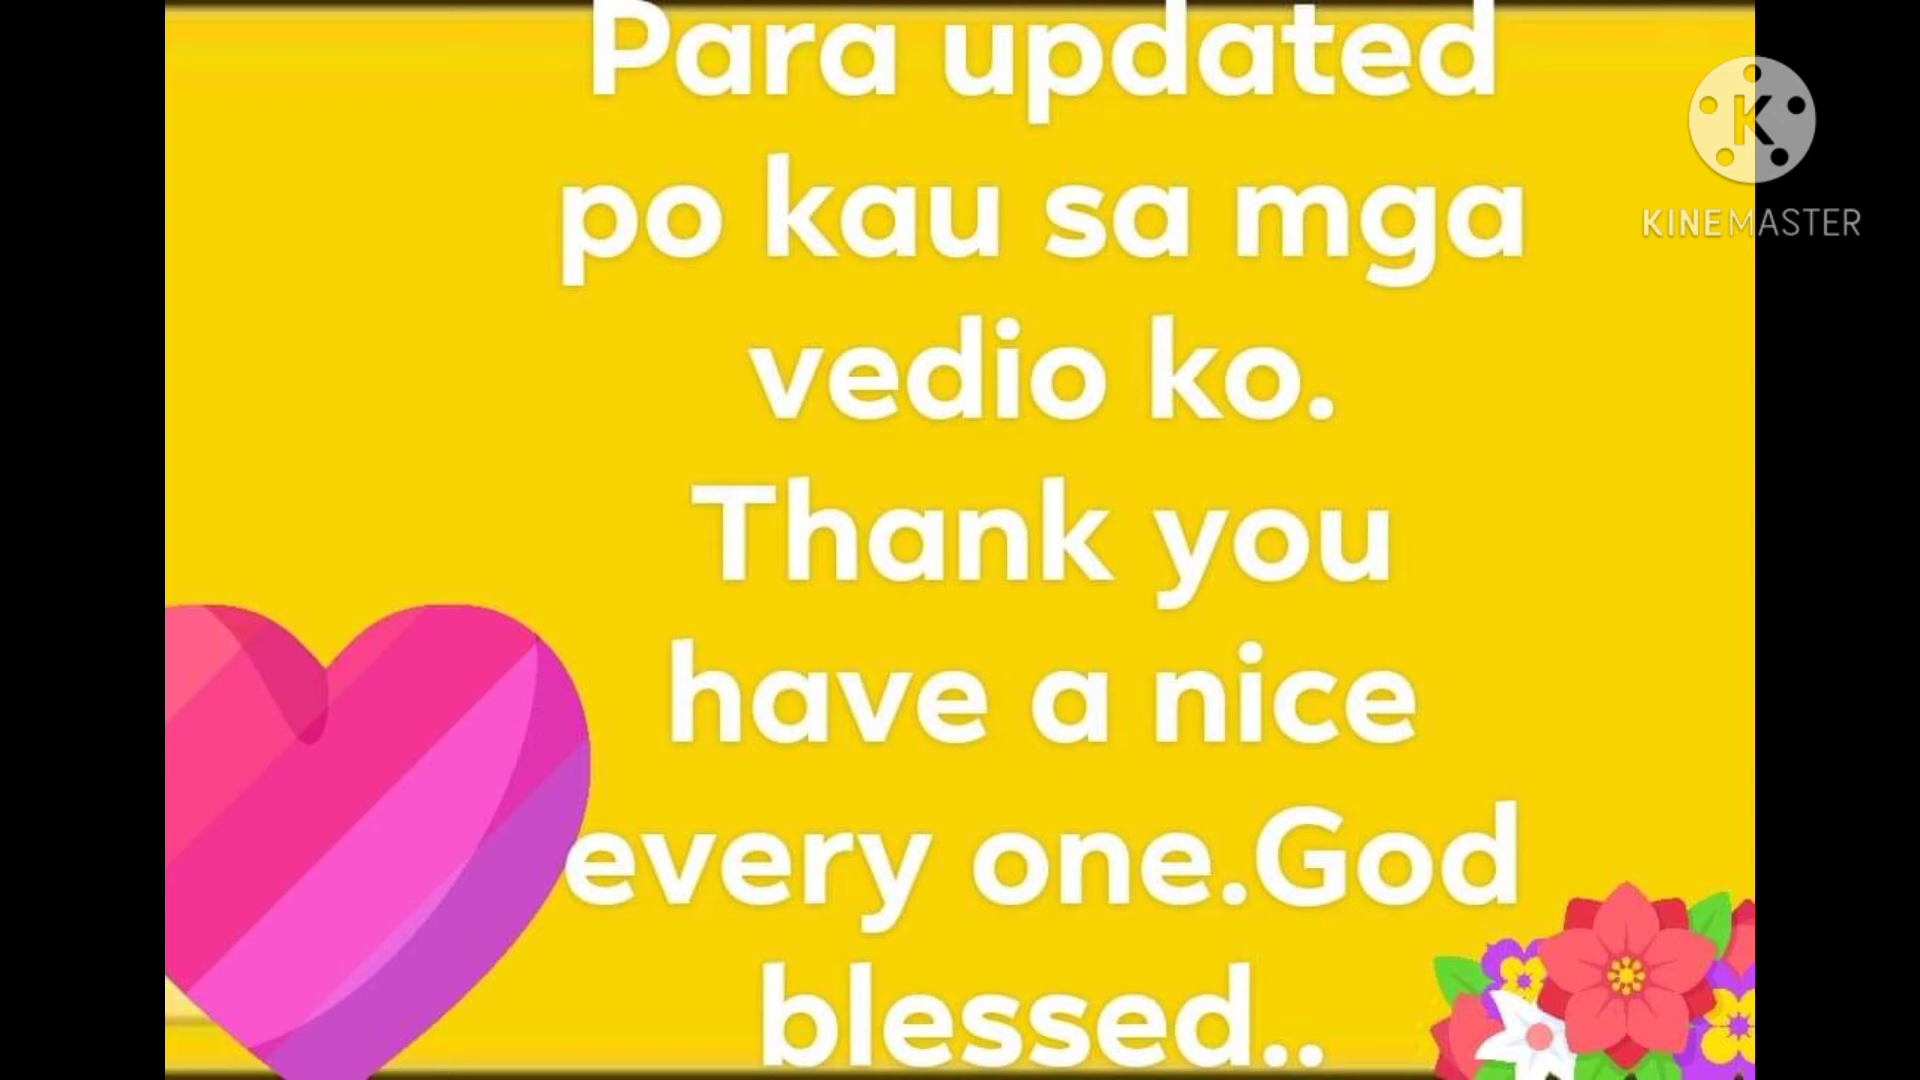 Para updated
po kau sa mga
vedio ko.
Thank you
have a nice
every one.God
blessed..
K
KINEMASTER